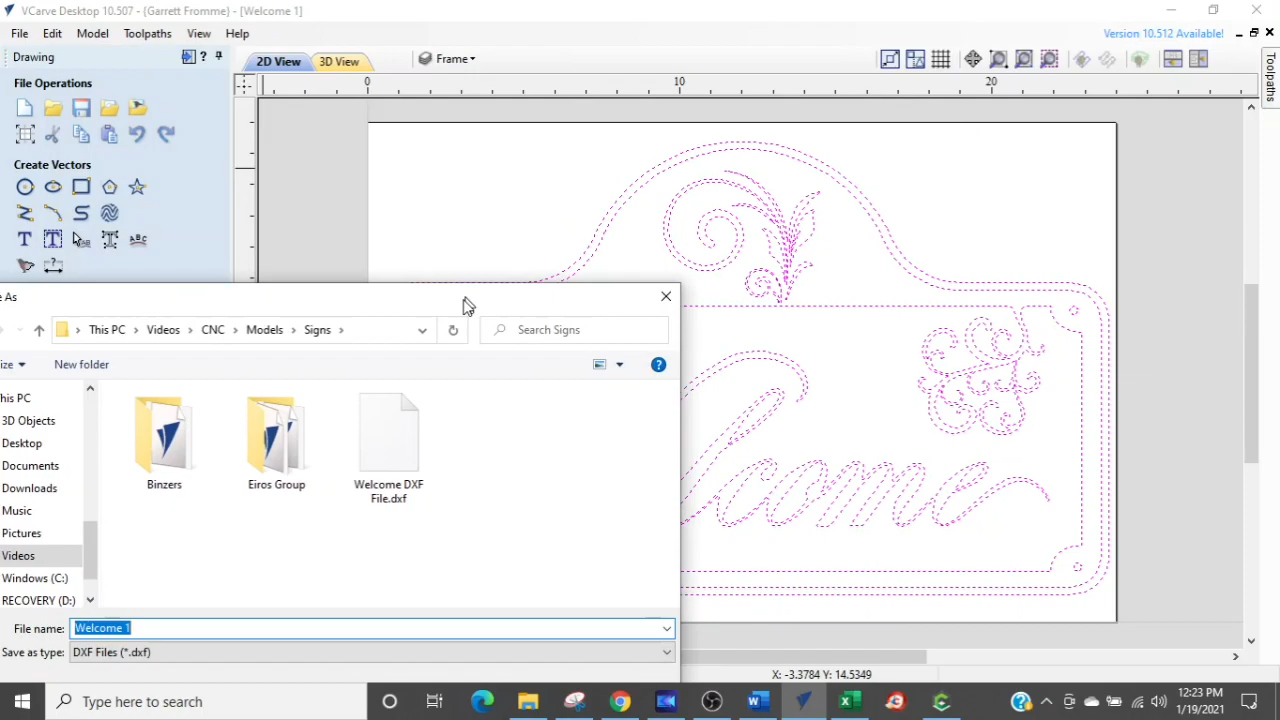 VCarve Desktop 10.507 - {Garrett Fromme} - [Welcome 1]
File Edit Model Toolpaths View Help
Version 10.512 Available!
Drawing ?
2D View 3D View Frame
Toolpaths
File Operations
0 10 20
Create Vectors
e As
This PC > Videos > CNC > Models > Signs >
Search Signs
ize New folder
his PC
3D Objects
Desktop
Documents
Downloads
Music
Pictures
Videos
Windows (C:)
RECOVERY (D:)
Binzers
Eiros Group
Welcome DXF
File.dxf
File name: Welcome 1
Save as type: DXF Files (*.dxf)
X: -3.3784 Y: 14.5349
Type here to search
12:23 PM
1/19/2021